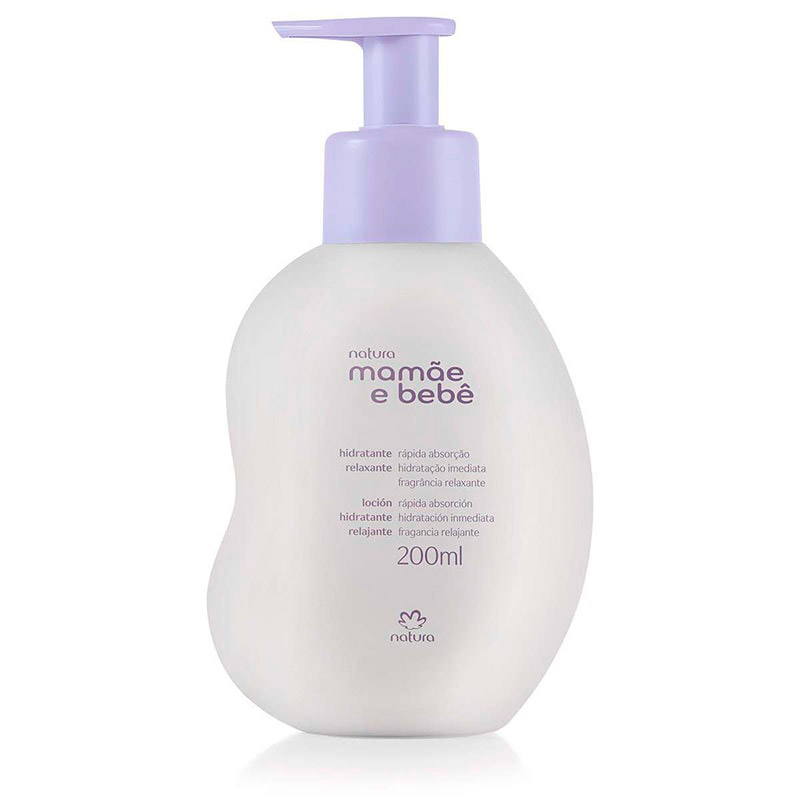 natura
mamãe
e bebê
hidratante rápida absorção
relaxante hidratação imediata
fragrância relaxante
loción rápida absorción
hidratante hidratación inmediata
relajante fragancia relajante
200ml
natura